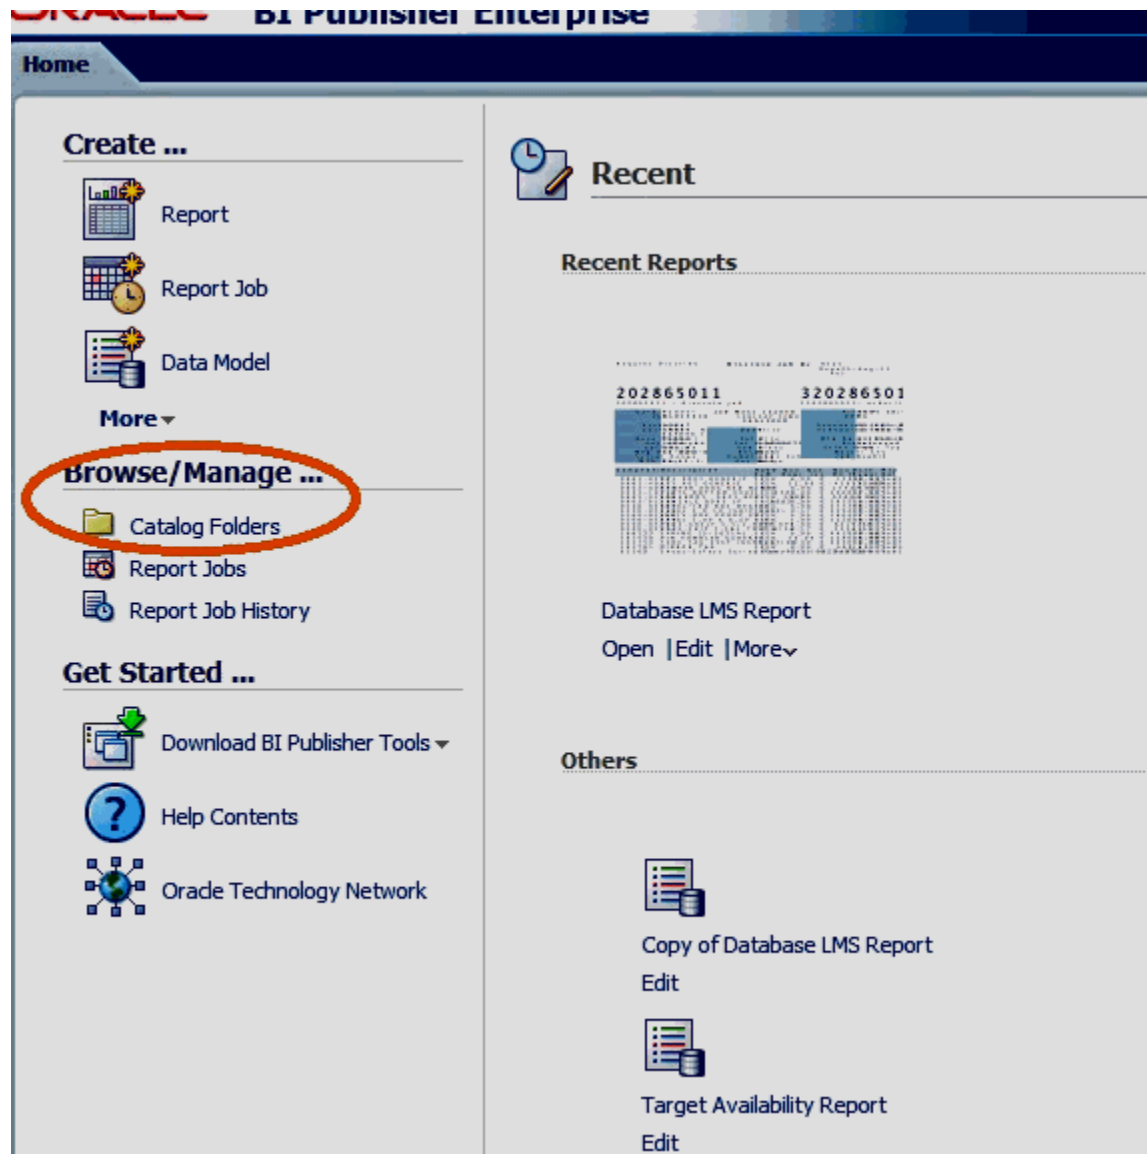 ORACLE BI Publisher Enterprise
Home
Create ...
Report
Report Job
Data Model
More
Browse/Manage ...
Catalog Folders
Report Jobs
Report Job History
Get Started ...
Download BI Publisher Tools
Help Contents
Oracle Technology Network
Recent
Recent Reports
202865011 320286501
Database LMS Report
Open |Edit |More
Others
Copy of Database LMS Report
Edit
Target Availability Report
Edit